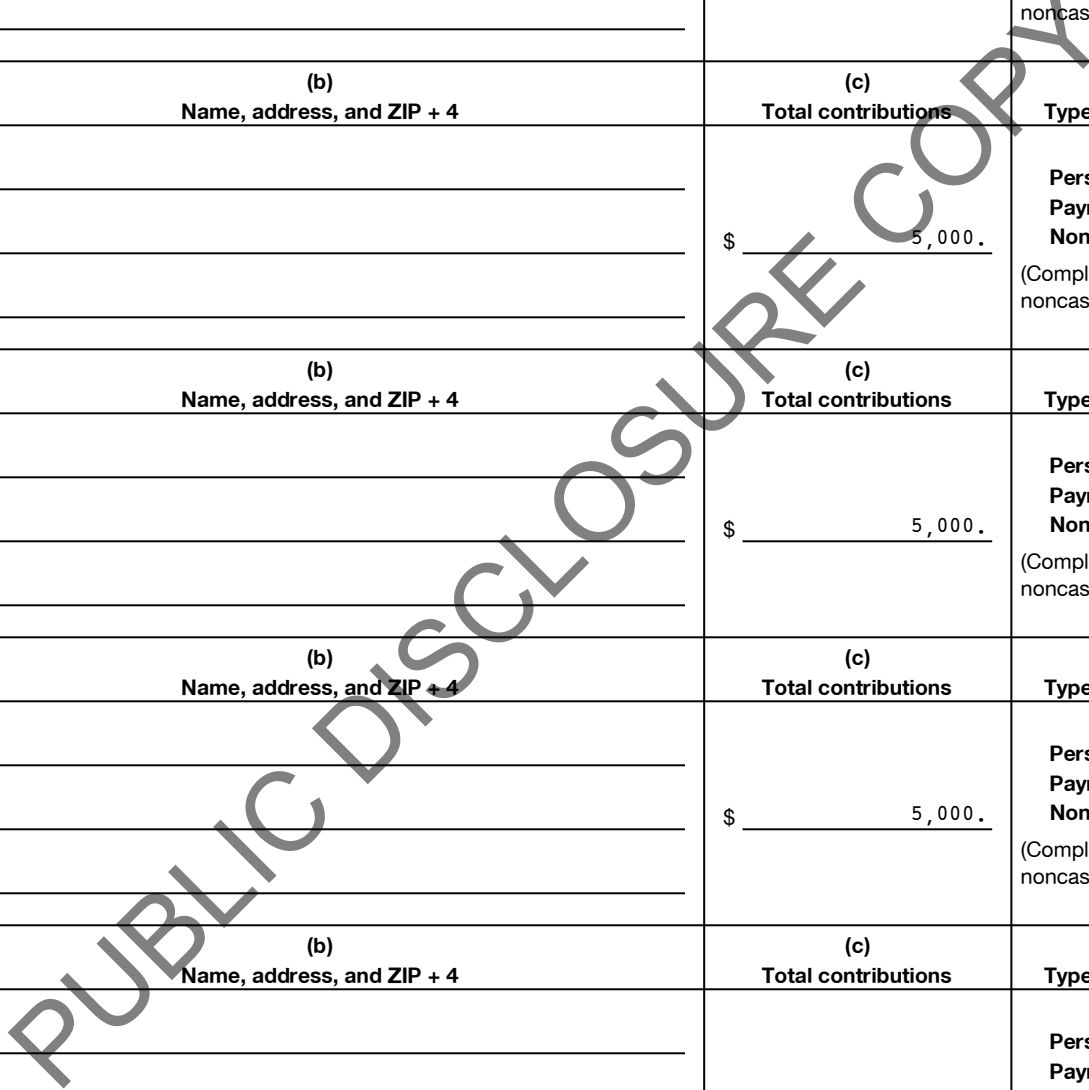 noncas
(b) (c)
Name, address, and ZIP + 4 Total contributions Type
Pers
Payr
$ 5,000. Non
(Compl
noncas
(b) (c)
Name, address, and ZIP + 4 Total contributions Type
Pers
Payr
$ 5,000. Non
(Compl
noncas
(b) (c)
Name, address, and ZIP + 4 Total contributions Type
Pers
Payr
$ 5,000. Non
(Compl
noncas
(b) (c)
Name, address, and ZIP + 4 Total contributions Type
Pers
Payr
PUBLIC DISCLOSURE COPY